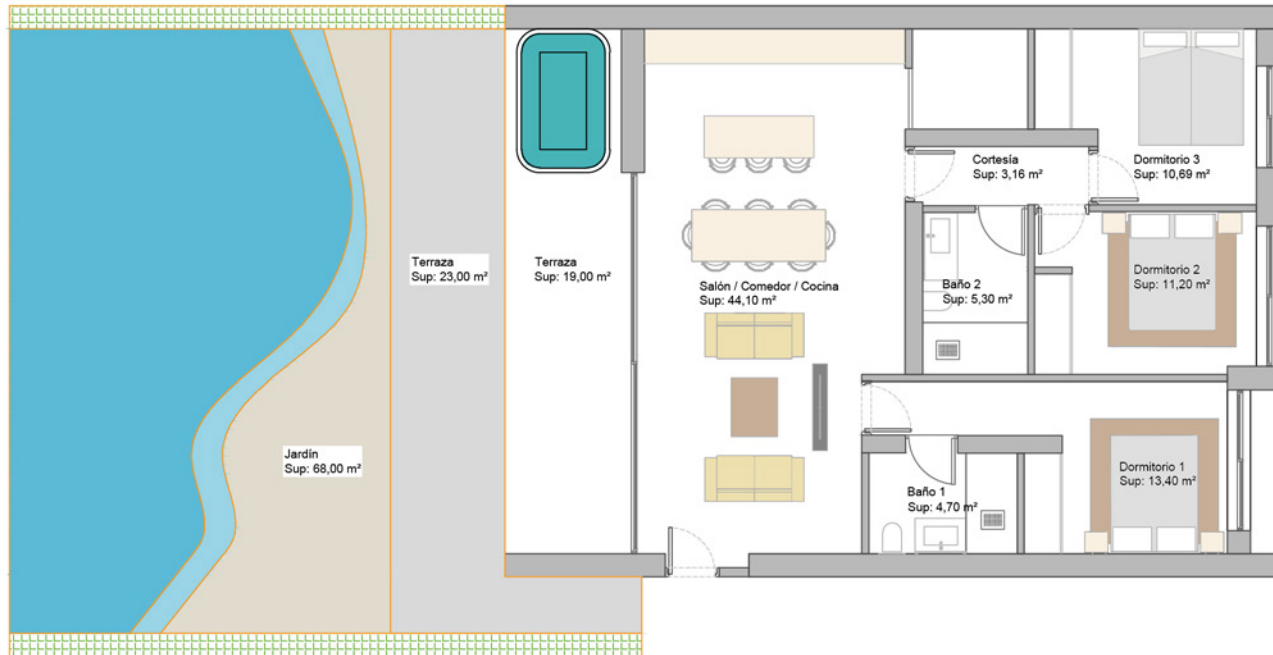 Cortesía
Sup: 3,16 m²
Dormitorio 3
Sup: 10,69 m²
Terraza
Sup: 23,00 m²
Terraza
Sup: 19,00 m²
Salón / Comedor / Cocina
Sup: 44,10 m²
Baño 2
Sup: 5,30 m²
Dormitorio 2
Sup: 11,20 m²
Jardín
Sup: 68,00 m²
Baño 1
Sup: 4,70 m²
Dormitorio 1
Sup: 13,40 m²